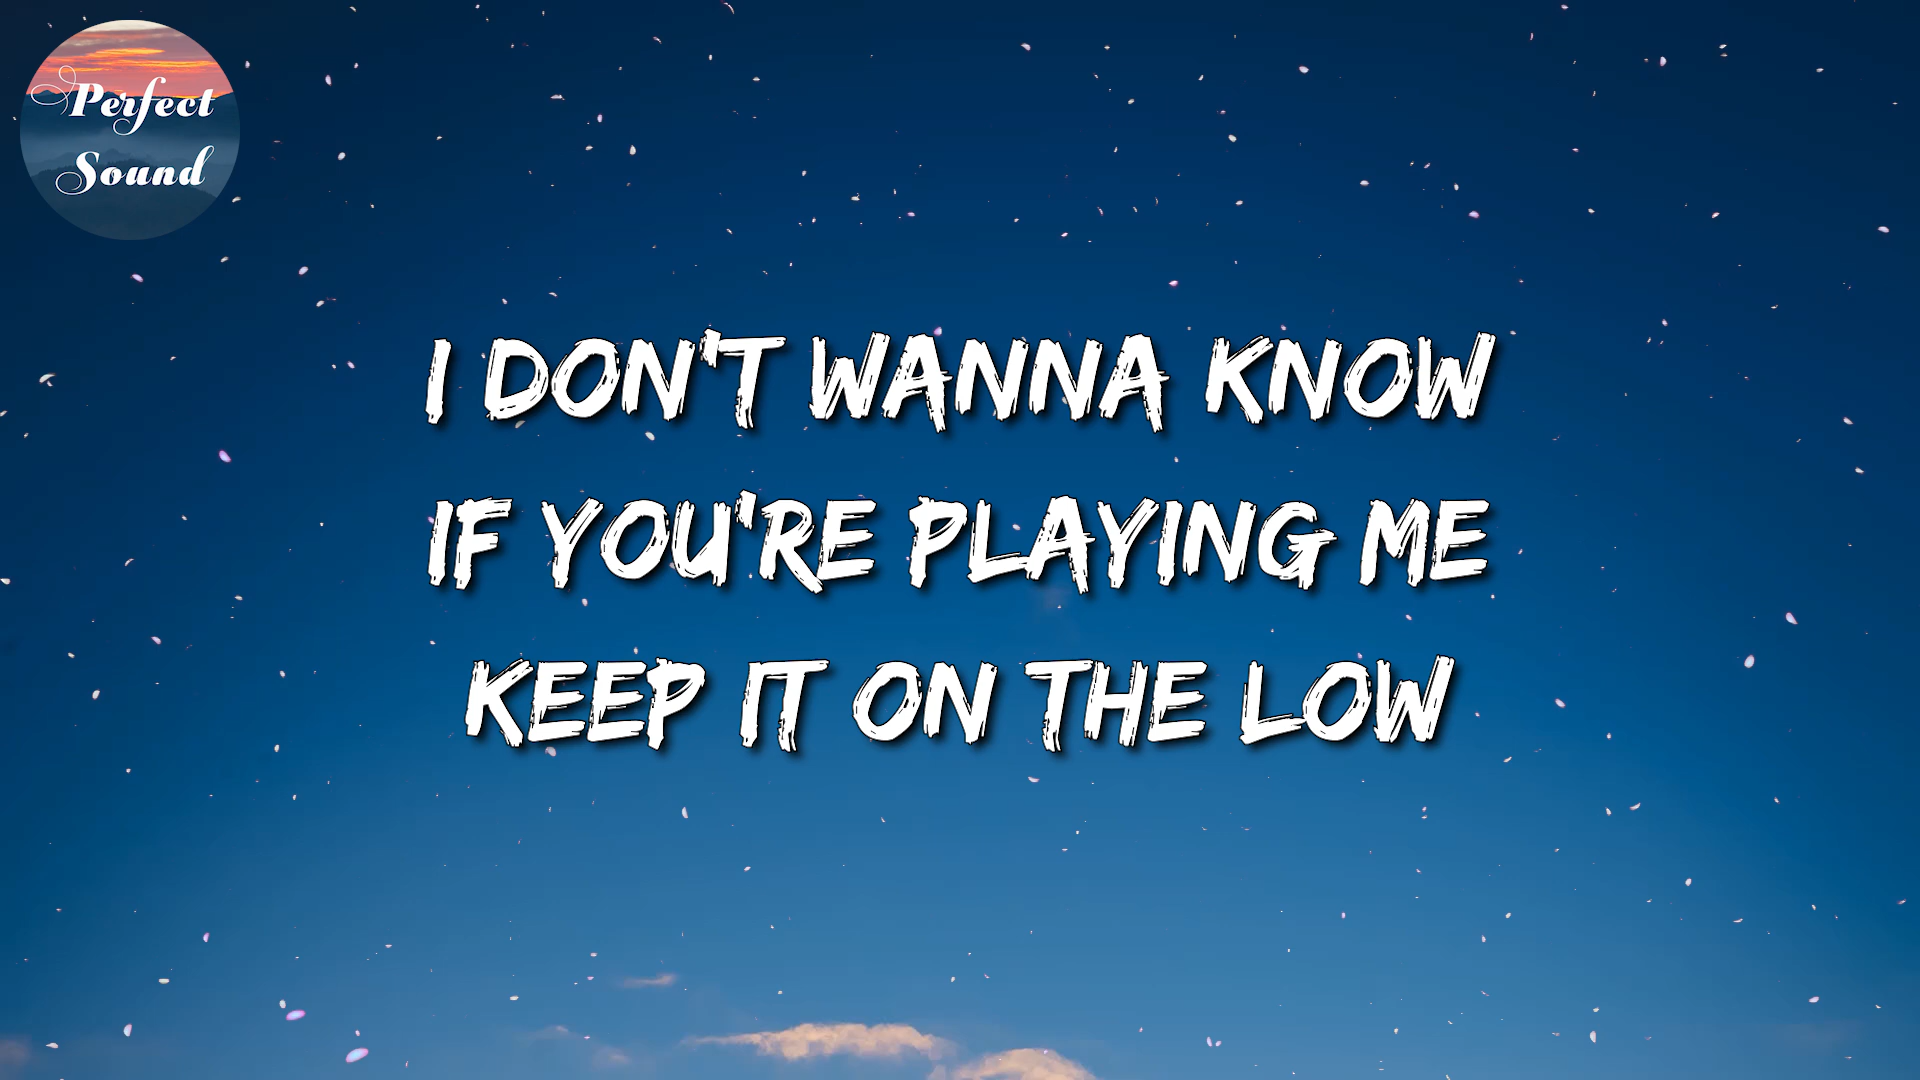 Perfect
Sound
I DON'T WANNA KNOW
IF YOU'RE PLAYING ME
KEEP IT ON THE LOW